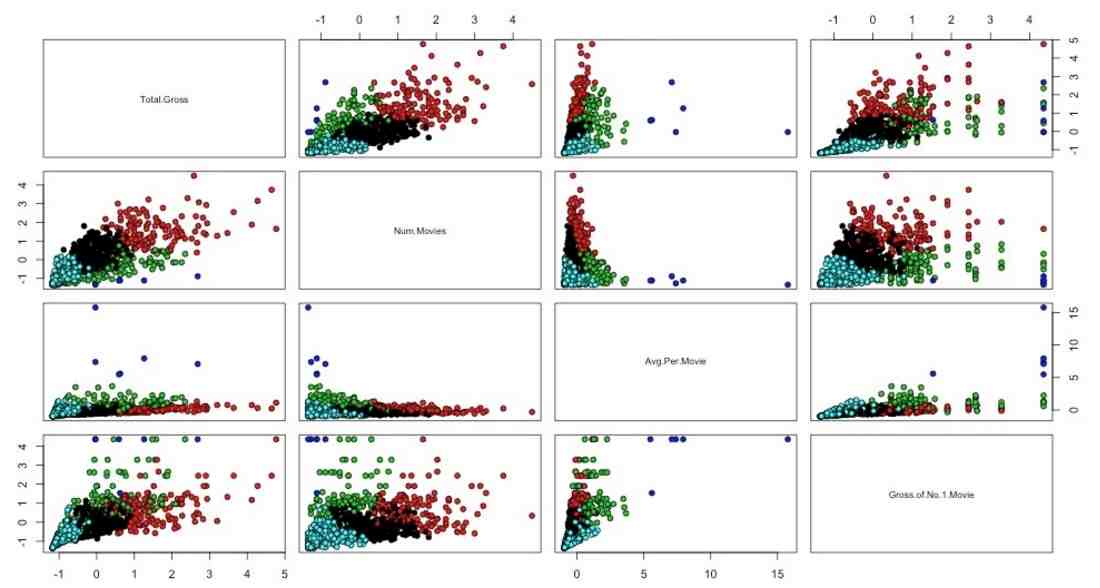 -1 0 1 2 3 4 -1 0 1 2 3 4
Total.Gross -1 0 1 2 3 4 5
-1 0 1 2 3 4 Num.Movies
Avg.Per.Movie 0 5 10 15
-1 0 1 2 3 4 Gross.of.No.1.Movie
-1 0 1 2 3 4 5 0 5 10 15